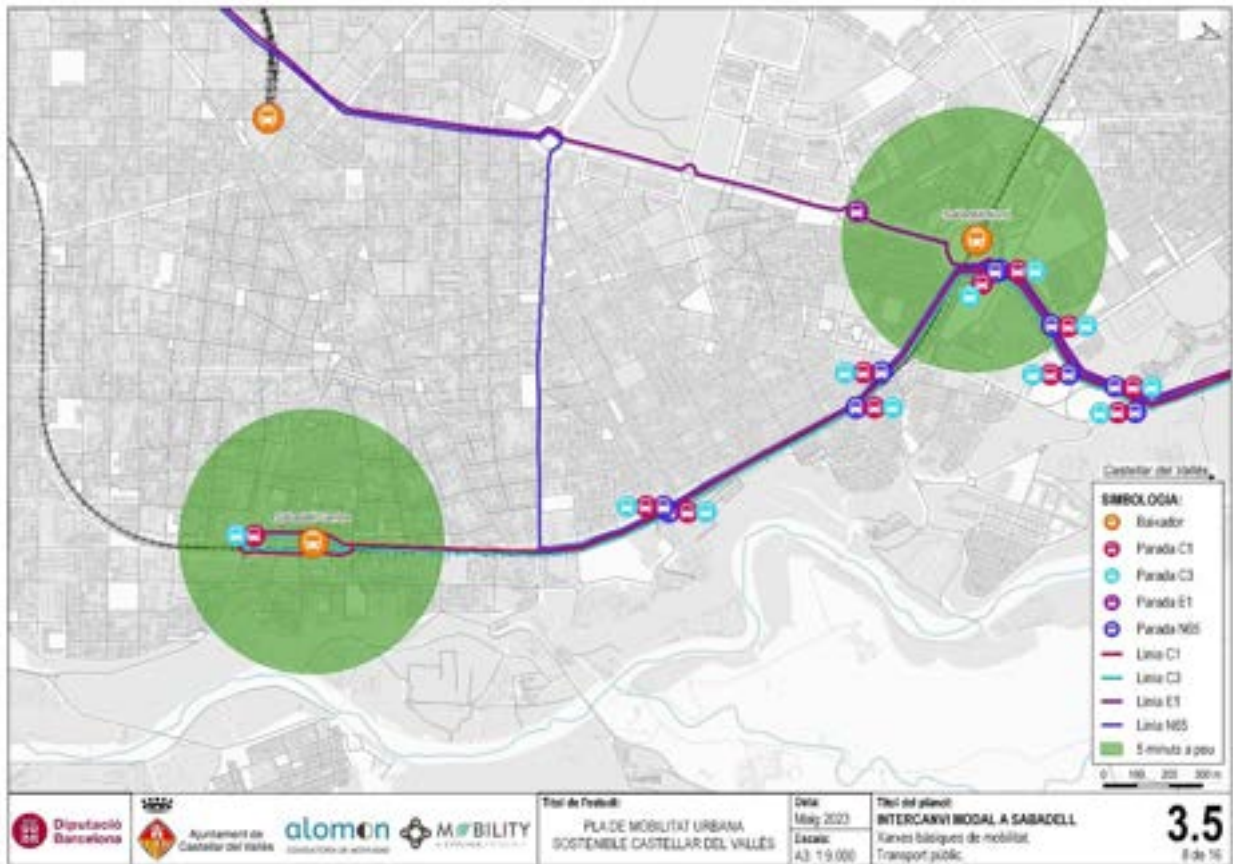 Castellar del Vallès
SIMBOLOGIA:
Baixador
Parada C1
Parada C3
Parada E1
Parada N65
Línia C1
Línia C3
Línia E1
Línia N65
5 minuts a peu
0 100 200 300 m
Diputació
Barcelona
Ajuntament de
Castellar del Vallès
alomon
MOBILITY
Títol de l'estudi:
PLA DE MOBILITAT URBANA
SOSTENIBLE CASTELLAR DEL VALLÈS
Data:
Maig 2023
Escala:
A3: 1:9.000
Títol del plànol:
INTERCANVI MODAL A SABADELL
Xarxes bàsiques de mobilitat.
Transport públic.
3.5
8 de 16